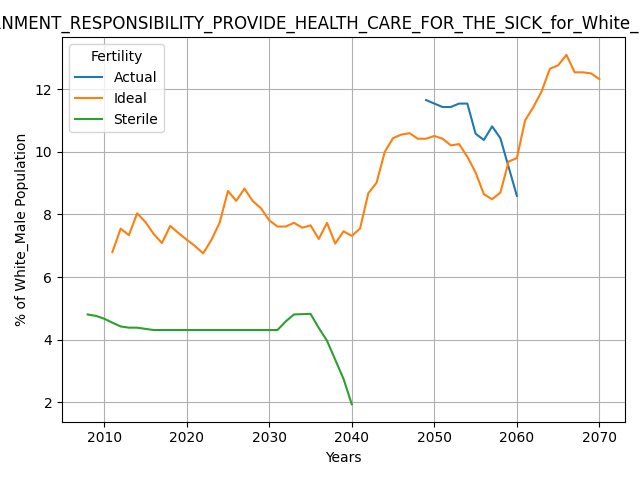 NMENT_RESPONSIBILITY_PROVIDE_HEALTH_CARE_FOR_THE_SICK_for_White_
Fertility
Actual
Ideal
Sterile
% of White_Male Population
12
10
8
6
4
2
2010 2020 2030 2040 2050 2060 2070
Years